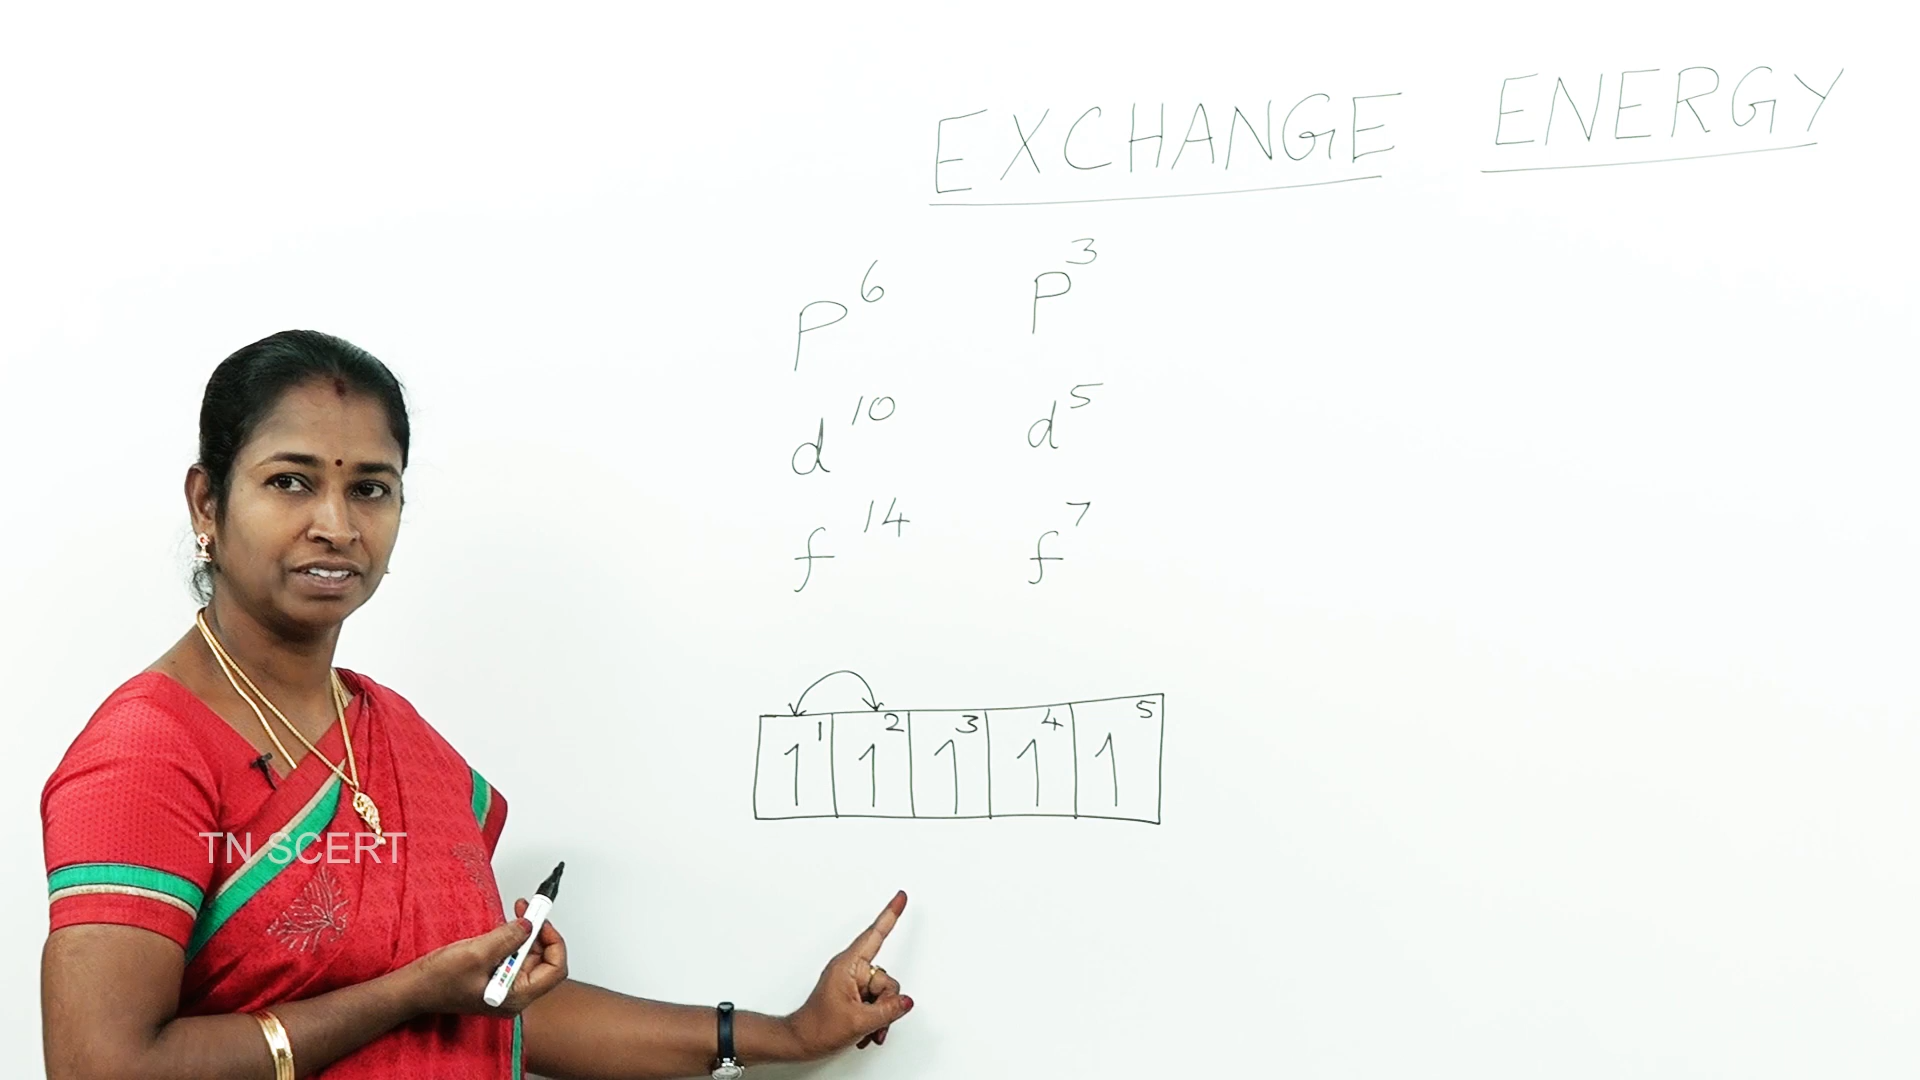 EXCHANGE ENERGY
P⁶ P³
d¹⁰ d⁵
f¹⁴ f⁷
1 2 3 4 5
↿ ↿ ↿ ↿ ↿
TN SCERT